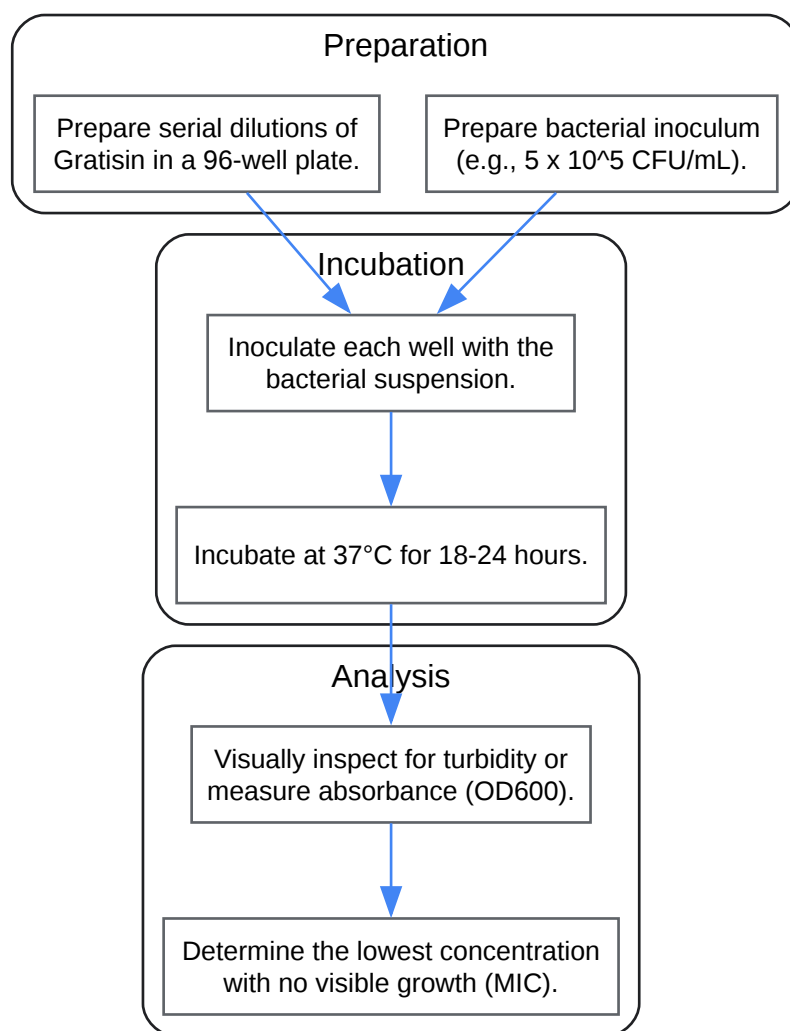 Preparation
Prepare serial dilutions of
Gratisin in a 96-well plate.
Prepare bacterial inoculum
(e.g., 5 x 10^5 CFU/mL).
Incubation
Inoculate each well with the
bacterial suspension.
Incubate at 37°C for 18-24 hours.
Analysis
Visually inspect for turbidity or
measure absorbance (OD600).
Determine the lowest concentration
with no visible growth (MIC).